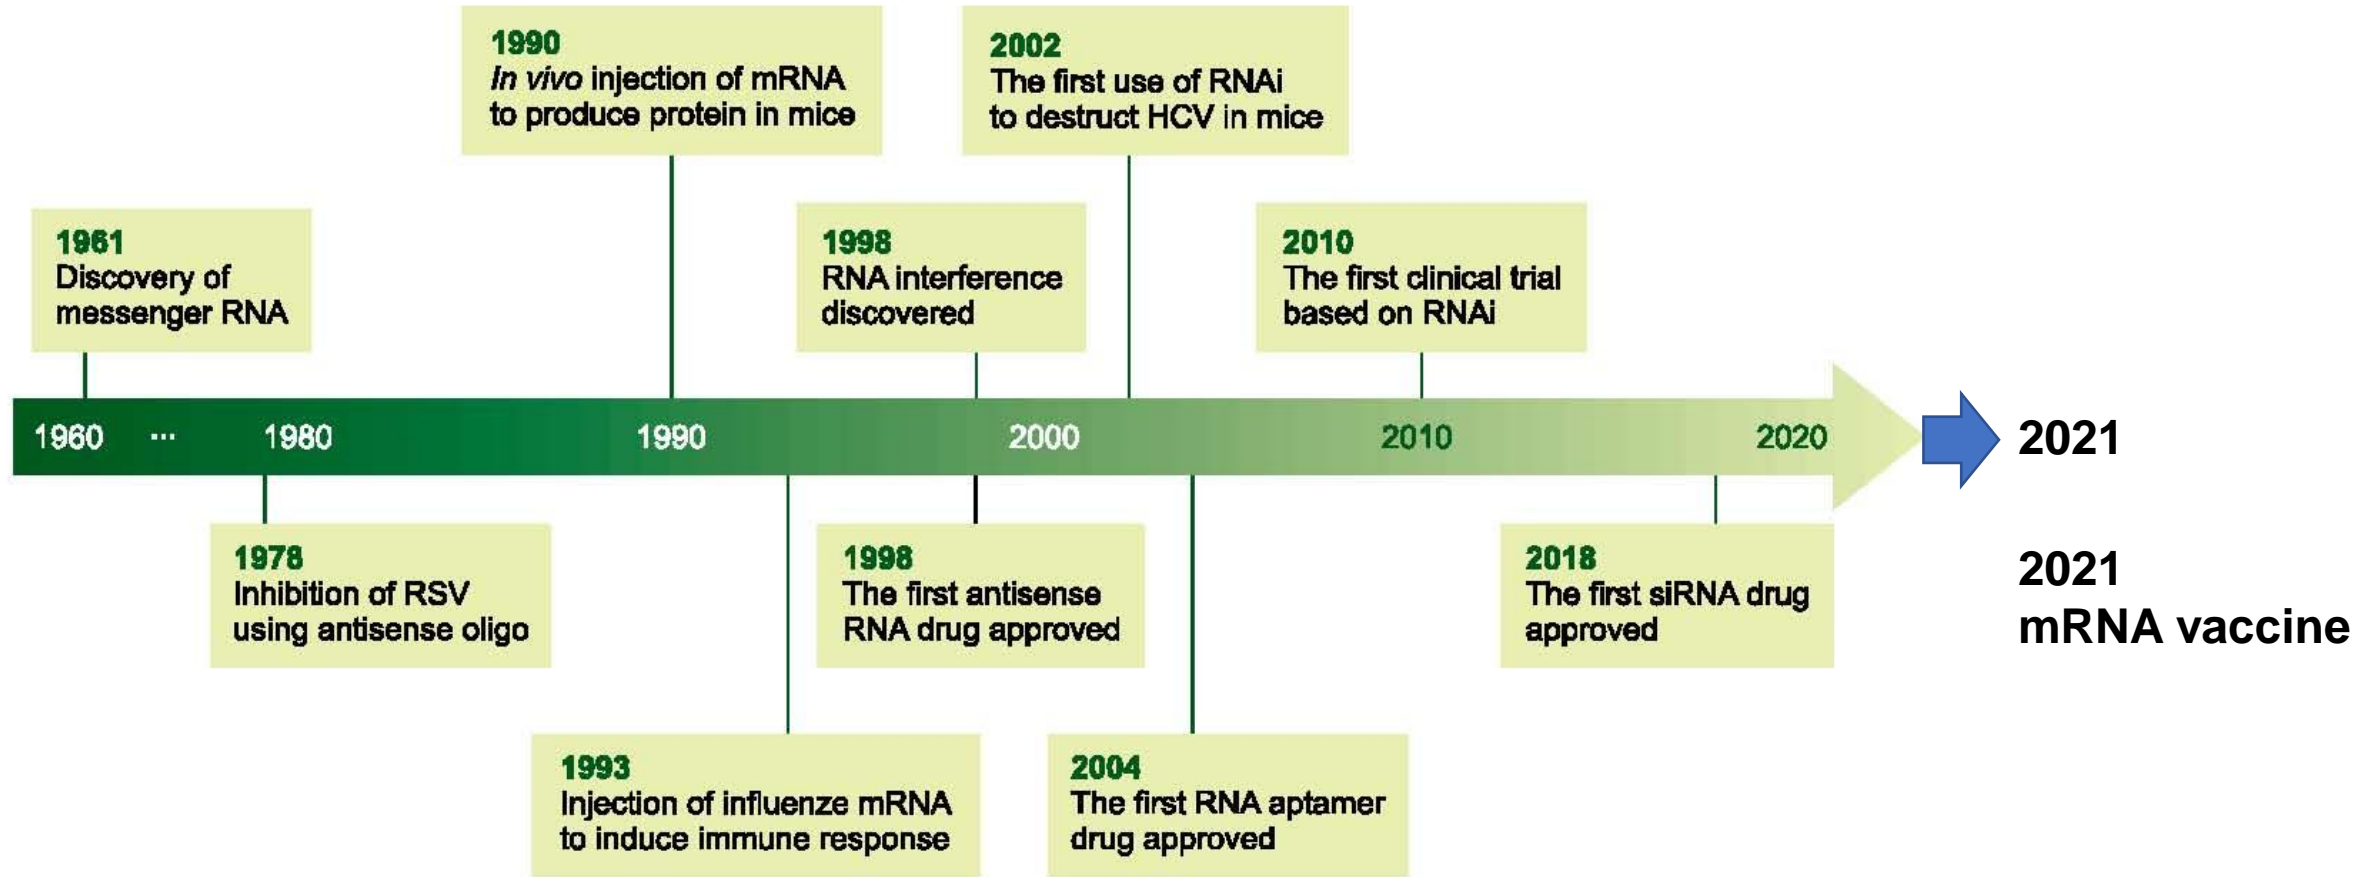 1990
In vivo injection of mRNA
to produce protein in mice
2002
The first use of RNAi
to destruct HCV in mice
1961
Discovery of
messenger RNA
1998
RNA interference
discovered
2010
The first clinical trial
based on RNAi
1960 ... 1980 1990 2000 2010 2020
2021
1978
Inhibition of RSV
using antisense oligo
1998
The first antisense
RNA drug approved
2018
The first siRNA drug
approved
2021
mRNA vaccine
1993
Injection of influenze mRNA
to induce immune response
2004
The first RNA aptamer
drug approved